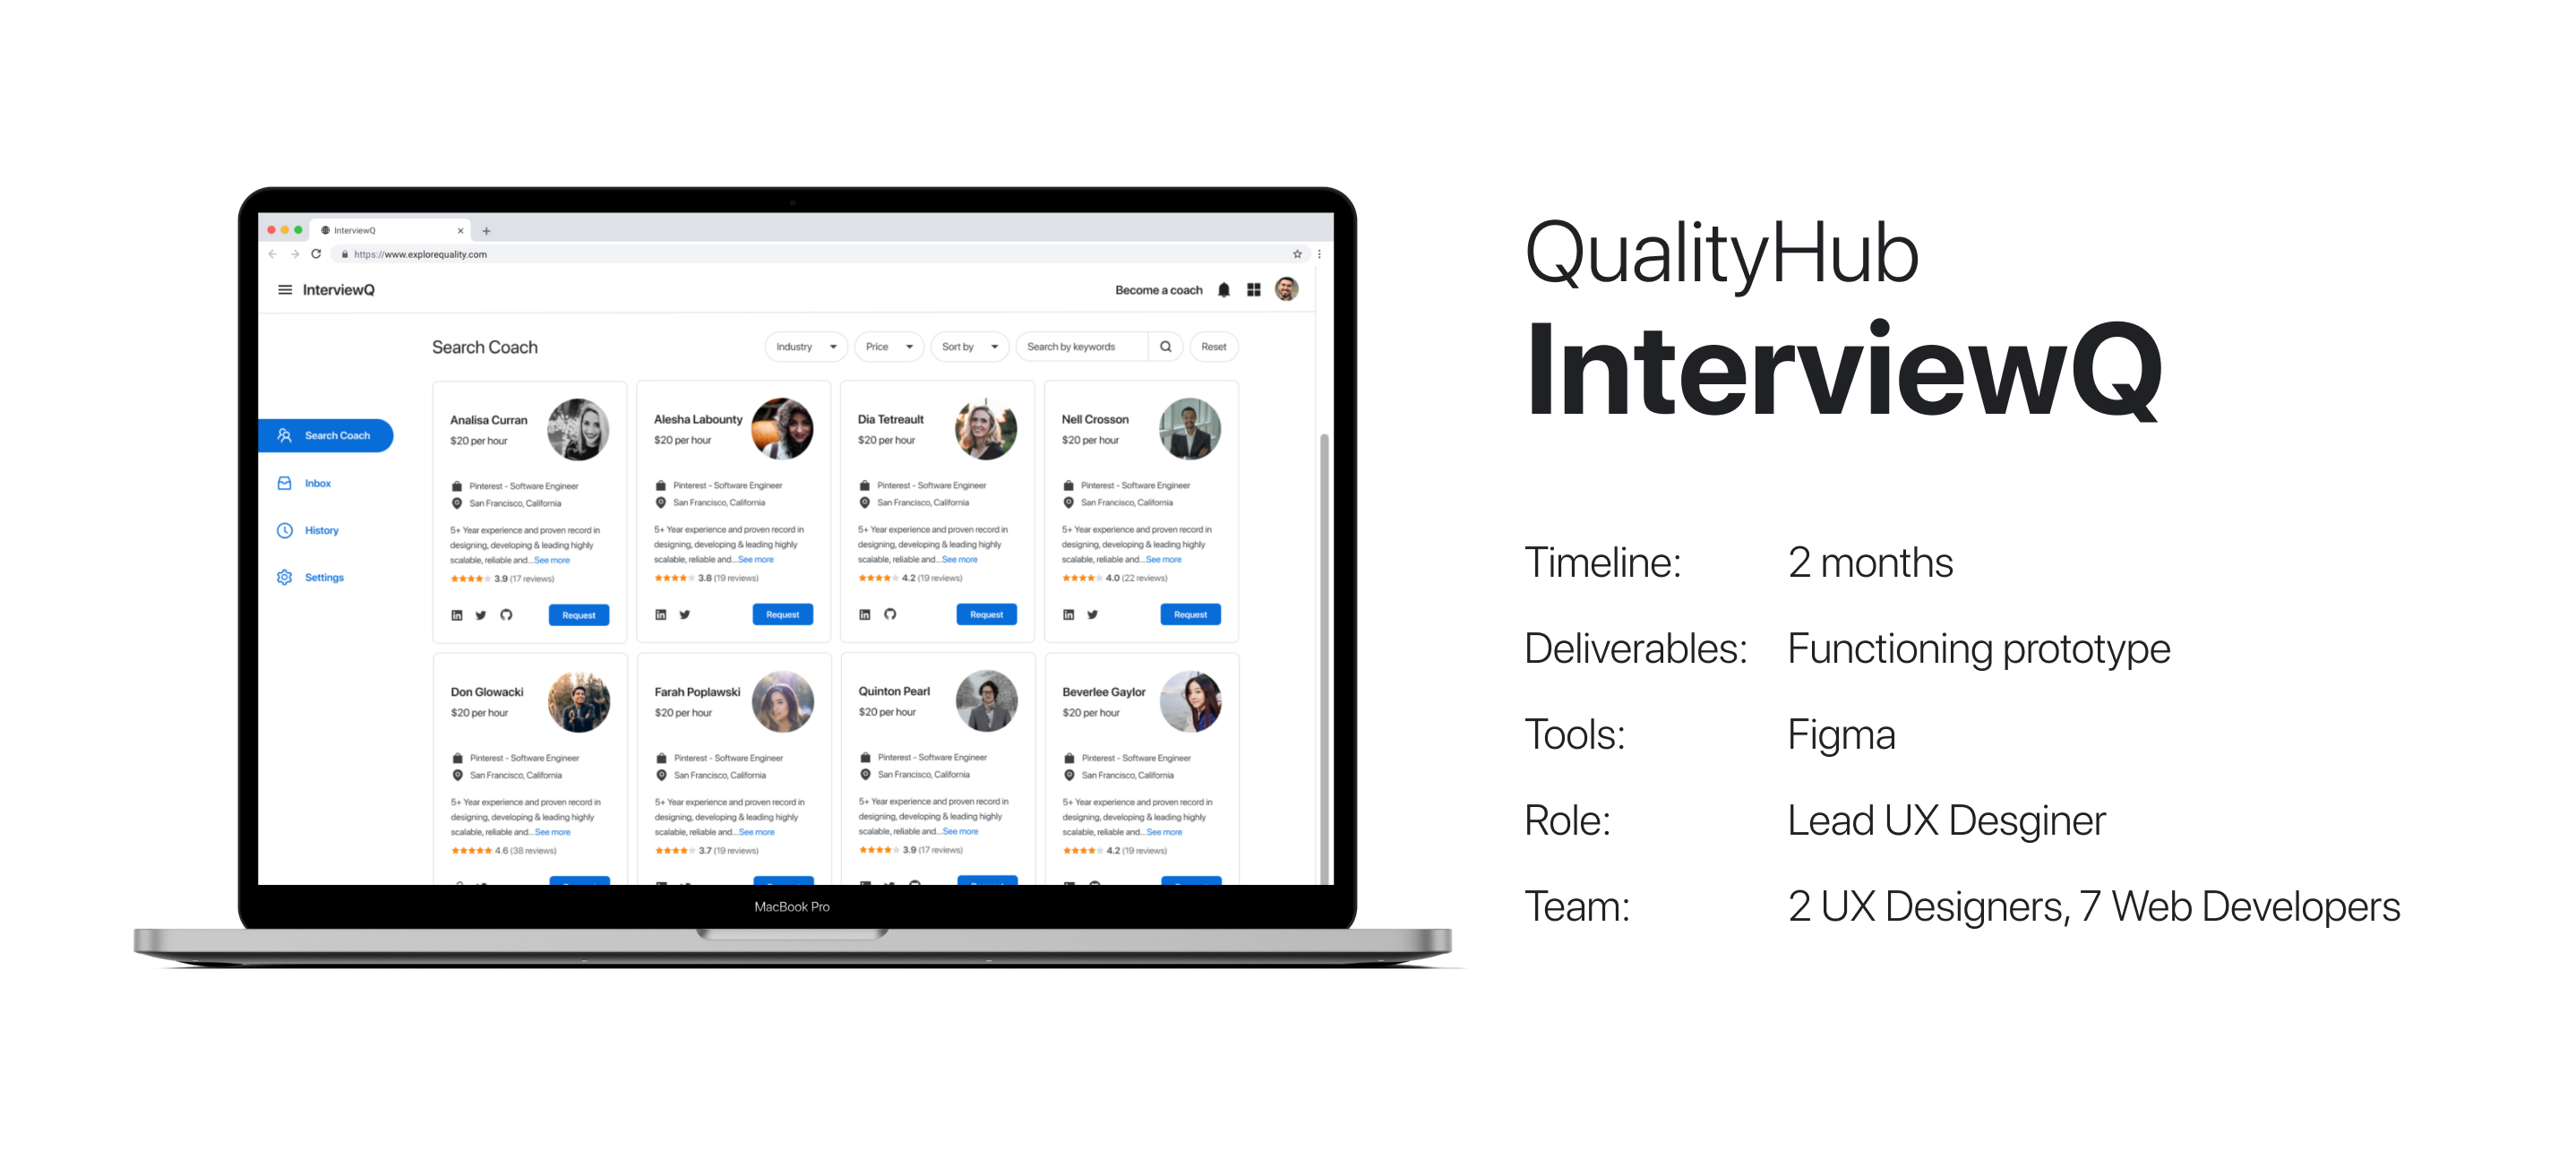 InterviewQ
https://www.explorequality.com
InterviewQ
Become a coach
Search Coach
Industry
Price
Sort by
Search by keywords
Reset
Search Coach
Inbox
History
Settings
Analisa Curran
$20 per hour
Pinterest - Software Engineer
San Francisco, California
5+ Year experience and proven record in
designing, developing & leading highly
scalable, reliable and...See more
3.9 (17 reviews)
Request
Alesha Labounty
$20 per hour
Pinterest - Software Engineer
San Francisco, California
5+ Year experience and proven record in
designing, developing & leading highly
scalable, reliable and...See more
3.8 (19 reviews)
Request
Dia Tetreault
$20 per hour
Pinterest - Software Engineer
San Francisco, California
5+ Year experience and proven record in
designing, developing & leading highly
scalable, reliable and...See more
4.2 (19 reviews)
Request
Nell Crosson
$20 per hour
Pinterest - Software Engineer
San Francisco, California
5+ Year experience and proven record in
designing, developing & leading highly
scalable, reliable and...See more
4.0 (22 reviews)
Request
Don Glowacki
$20 per hour
Pinterest - Software Engineer
San Francisco, California
5+ Year experience and proven record in
designing, developing & leading highly
scalable, reliable and...See more
4.6 (38 reviews)
Farah Poplawski
$20 per hour
Pinterest - Software Engineer
San Francisco, California
5+ Year experience and proven record in
designing, developing & leading highly
scalable, reliable and...See more
3.7 (19 reviews)
Quinton Pearl
$20 per hour
Pinterest - Software Engineer
San Francisco, California
5+ Year experience and proven record in
designing, developing & leading highly
scalable, reliable and...See more
3.9 (17 reviews)
Beverlee Gaylor
$20 per hour
Pinterest - Software Engineer
San Francisco, California
5+ Year experience and proven record in
designing, developing & leading highly
scalable, reliable and...See more
4.2 (19 reviews)
MacBook Pro
QualityHub
InterviewQ
Timeline: 2 months
Deliverables: Functioning prototype
Tools: Figma
Role: Lead UX Desginer
Team: 2 UX Designers, 7 Web Developers